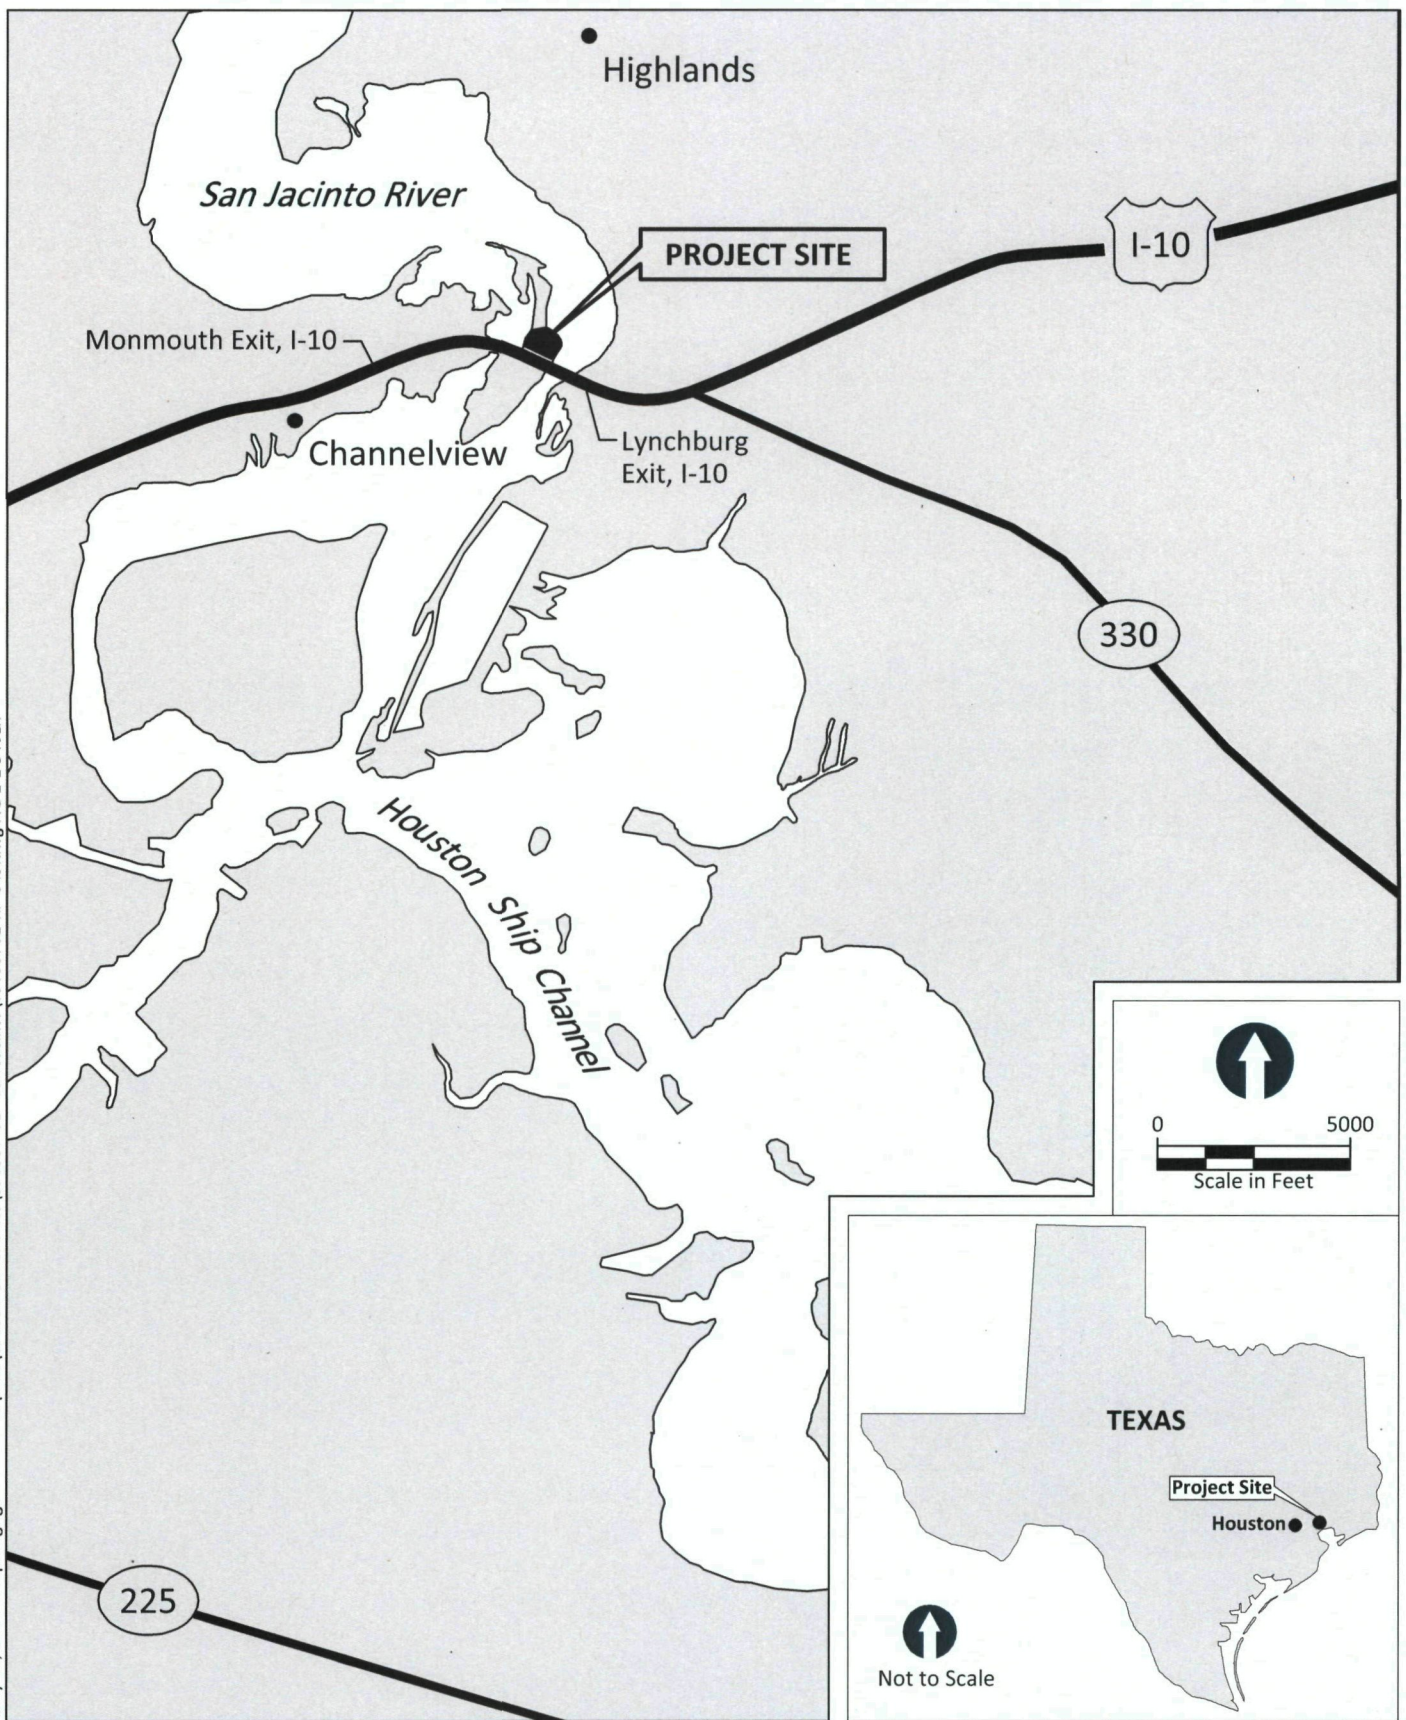 Highlands
San Jacinto River
PROJECT SITE
I-10
Monmouth Exit, I-10
Channelview
Lynchburg
Exit, I-10
330
Houston Ship Channel
0 5000
Scale in Feet
TEXAS
Project Site
Houston
225
Not to Scale